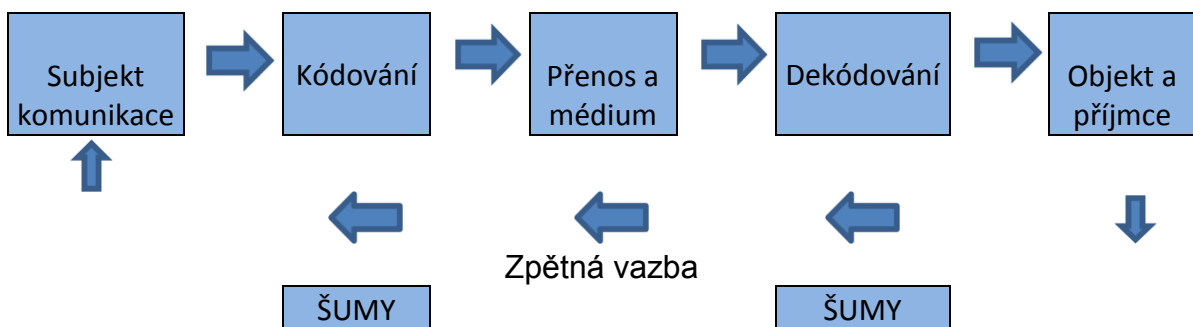 Subjekt
komunikace
Kódování
Přenos a
médium
Dekódování
Objekt a
příjmce
Zpětná vazba
ŠUMY
ŠUMY